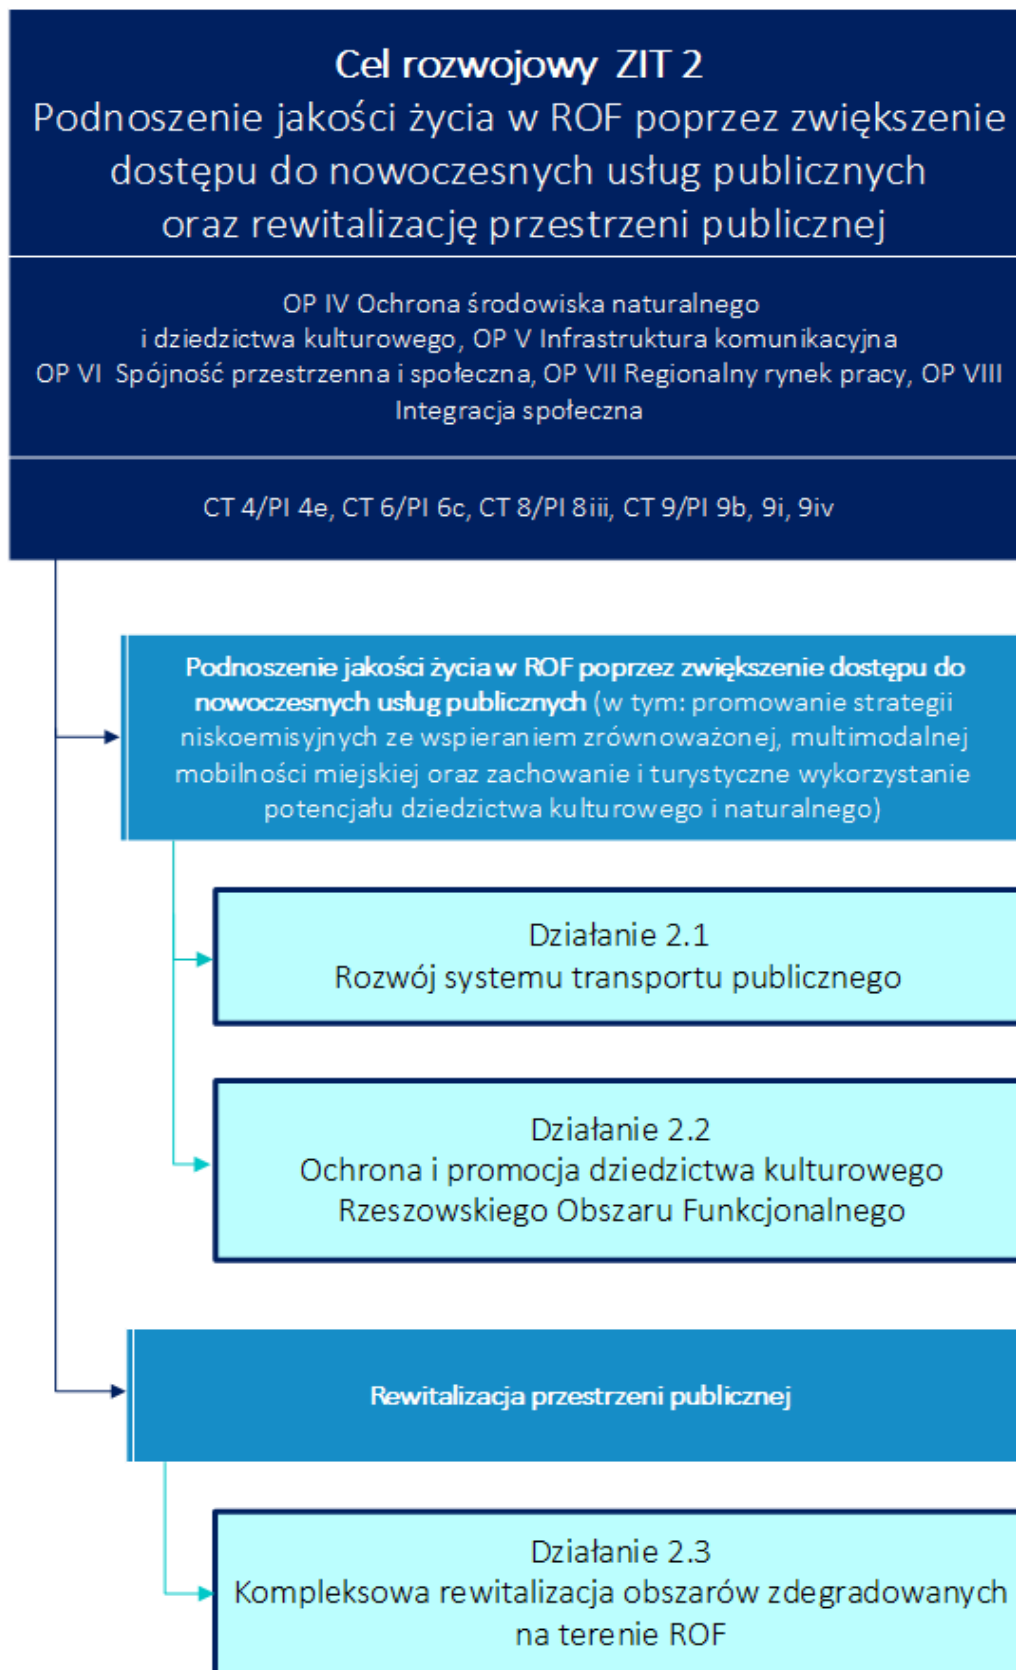 Cel rozwojowy ZIT 2
Podnoszenie jakości życia w ROF poprzez zwiększenie
dostępu do nowoczesnych usług publicznych
oraz rewitalizację przestrzeni publicznej
OP IV Ochrona środowiska naturalnego
i dziedzictwa kulturowego, OP V Infrastruktura komunikacyjna
OP VI Spójność przestrzenna i społeczna, OP VII Regionalny rynek pracy, OP VIII
Integracja społeczna
CT 4/PI 4e, CT 6/PI 6c, CT 8/PI 8iii, CT 9/PI 9b, 9i, 9iv
Podnoszenie jakości życia w ROF poprzez zwiększenie dostępu do
nowoczesnych usług publicznych (w tym: promowanie strategii
niskoemisyjnych ze wspieraniem zrównoważonej, multimodalnej
mobilności miejskiej oraz zachowanie i turystyczne wykorzystanie
potencjału dziedzictwa kulturowego i naturalnego)
Działanie 2.1
Rozwój systemu transportu publicznego
Działanie 2.2
Ochrona i promocja dziedzictwa kulturowego
Rzeszowskiego Obszaru Funkcjonalnego
Rewitalizacja przestrzeni publicznej
Działanie 2.3
Kompleksowa rewitalizacja obszarów zdegradowanych
na terenie ROF